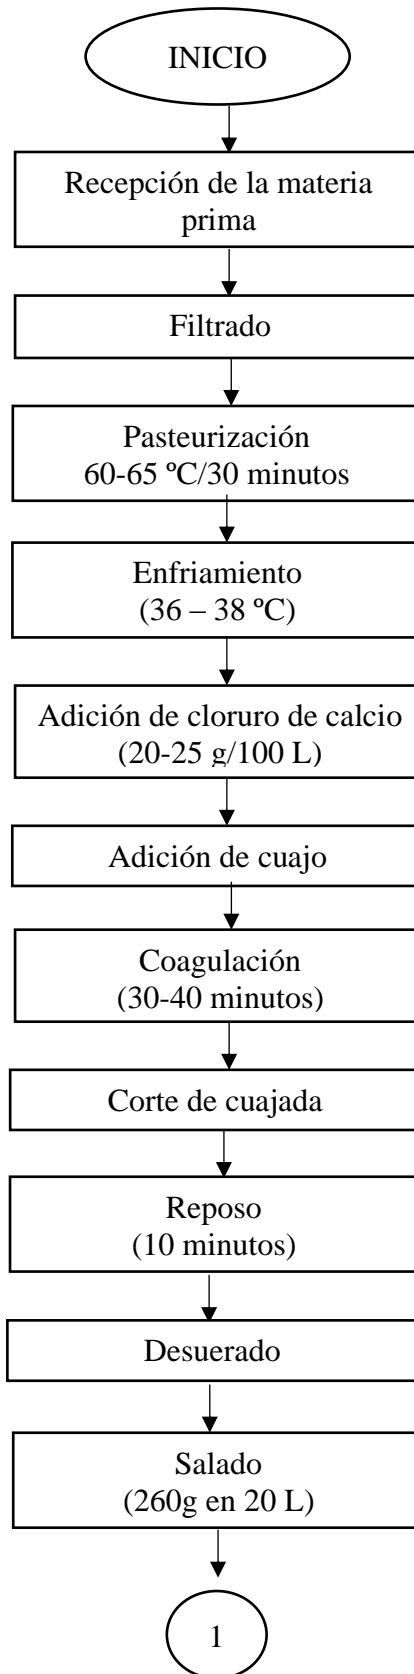 INICIO
Recepción de la materia
prima
Filtrado
Pasteurización
60-65 ºC/30 minutos
Enfriamiento
(36 – 38 ºC)
Adición de cloruro de calcio
(20-25 g/100 L)
Adición de cuajo
Coagulación
(30-40 minutos)
Corte de cuajada
Reposo
(10 minutos)
Desuerado
Salado
(260g en 20 L)
1